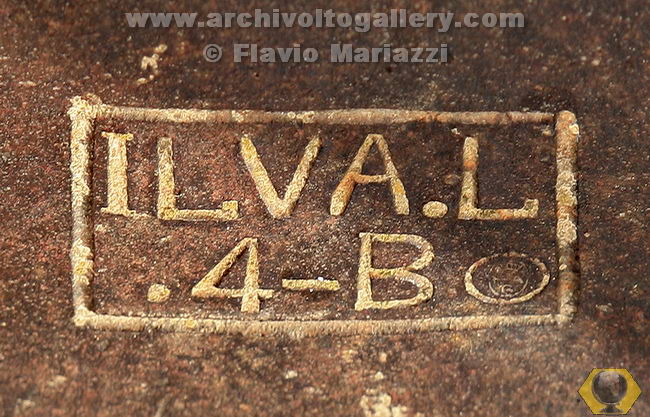 www.archivoltogallery.com
© Flavio Mariazzi
ILVA.L
.4-B